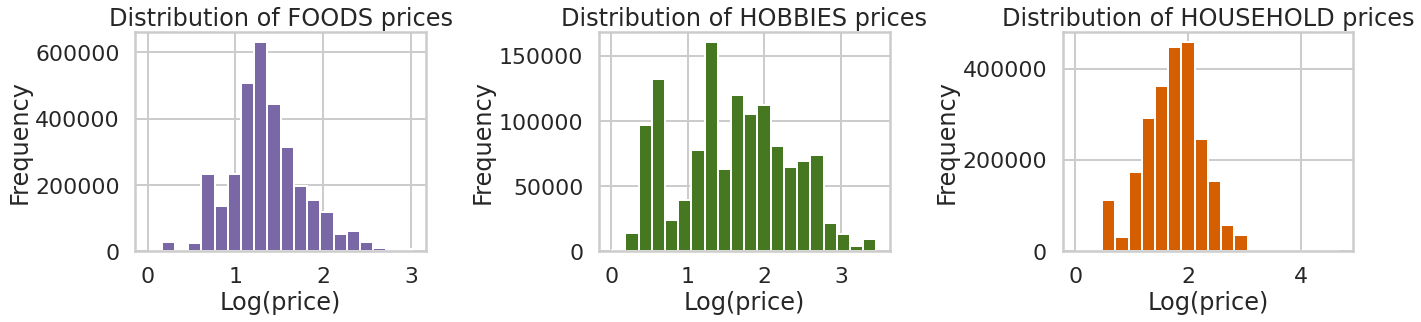 Distribution of FOODS prices
600000
400000
200000
0
Frequency
0 1 2 3
Log(price)
Distribution of HOBBIES prices
150000
100000
50000
0
Frequency
0 1 2 3
Log(price)
Distribution of HOUSEHOLD prices
400000
200000
0
Frequency
0 2 4
Log(price)